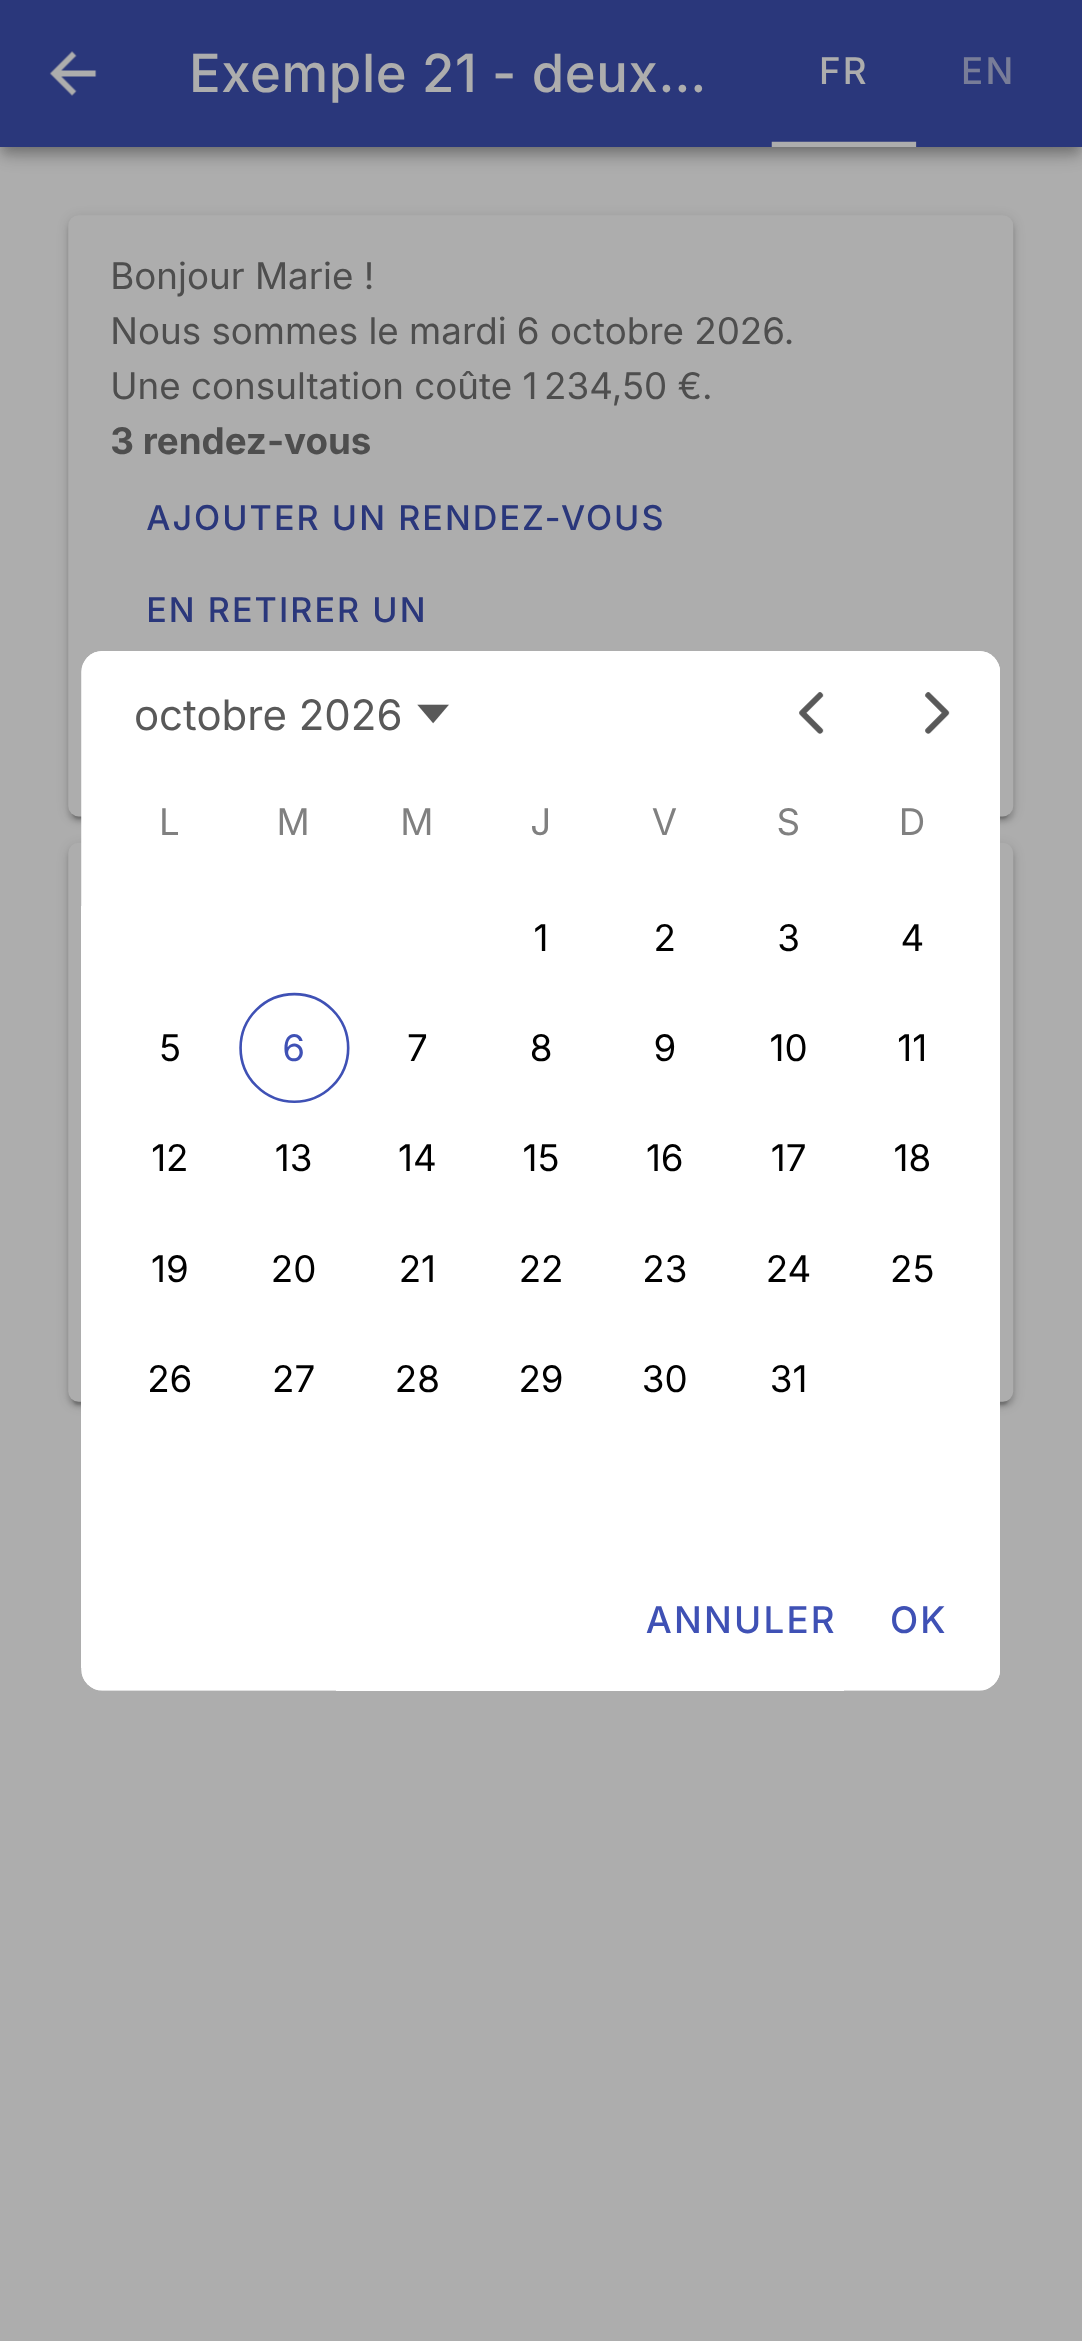 Exemple 21 - deux...
FR
EN
Bonjour Marie !
Nous sommes le mardi 6 octobre 2026.
Une consultation coûte 1 234,50 €.
3 rendez-vous
AJOUTER UN RENDEZ-VOUS
EN RETIRER UN
octobre 2026
L M M J V S D
1 2 3 4
5 6 7 8 9 10 11
12 13 14 15 16 17 18
19 20 21 22 23 24 25
26 27 28 29 30 31
ANNULER OK